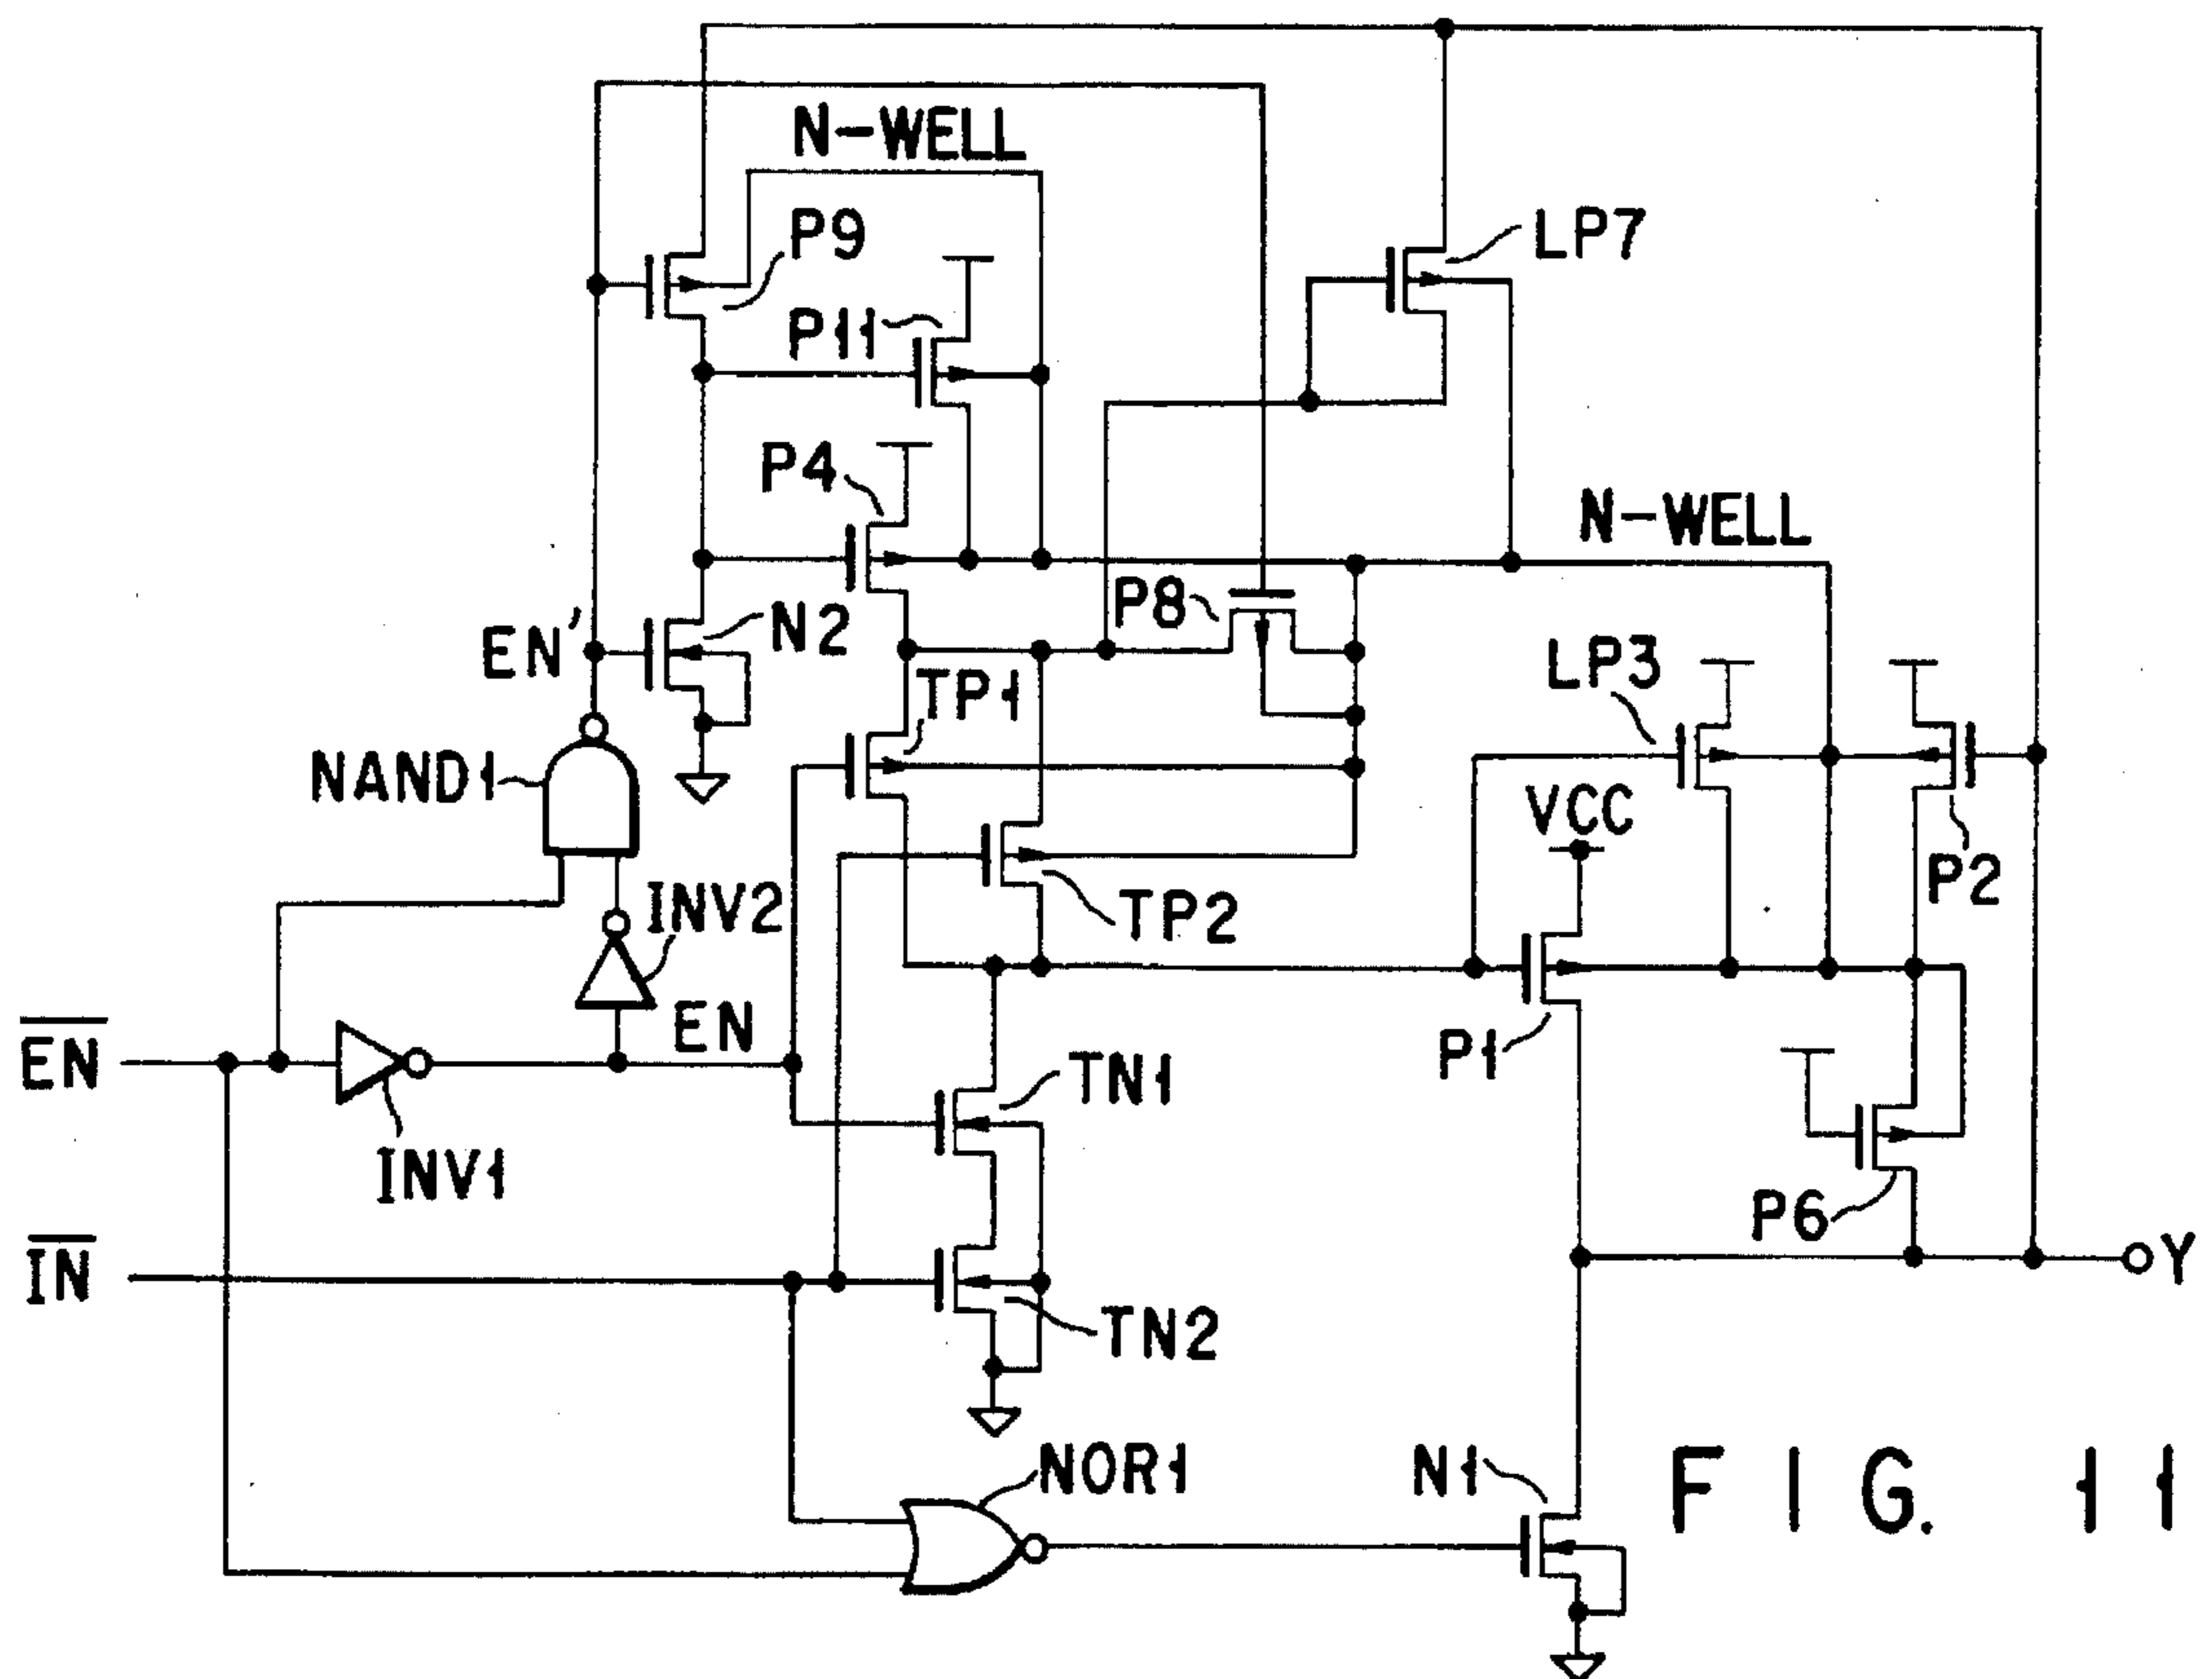 N-WELL
P9
LP7
P11
P4
N-WELL
P8
N2
EN'
LP3
TP1
NAND1
VCC
P2
INV2
TP2
EN
EN
P1
TN1
INV1
P6
IN
Y
TN2
NOR1
N1
FIG. 11